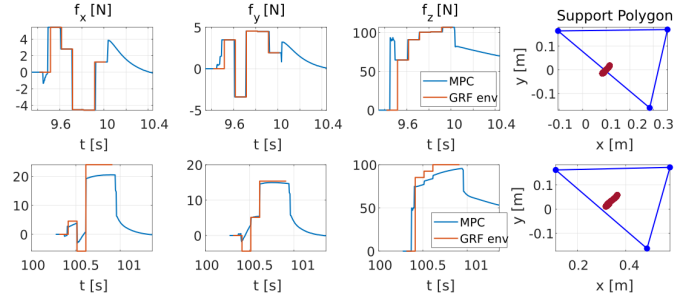 f_x [N]
f_y [N]
f_z [N]
Support Polygon
4
2
0
-2
-4
9.6
10
10.4
t [s]
5
0
-5
9.6
10
10.4
t [s]
100
50
0
MPC
GRF env
9.6
10
10.4
t [s]
y [m]
0.1
0
-0.1
-0.1
0
0.1
0.2
0.3
x [m]
20
10
0
100
100.5
101
t [s]
20
10
0
100
100.5
101
t [s]
100
50
0
MPC
GRF env
100
100.5
101
t [s]
y [m]
0.1
0
-0.1
0.2
0.4
x [m]